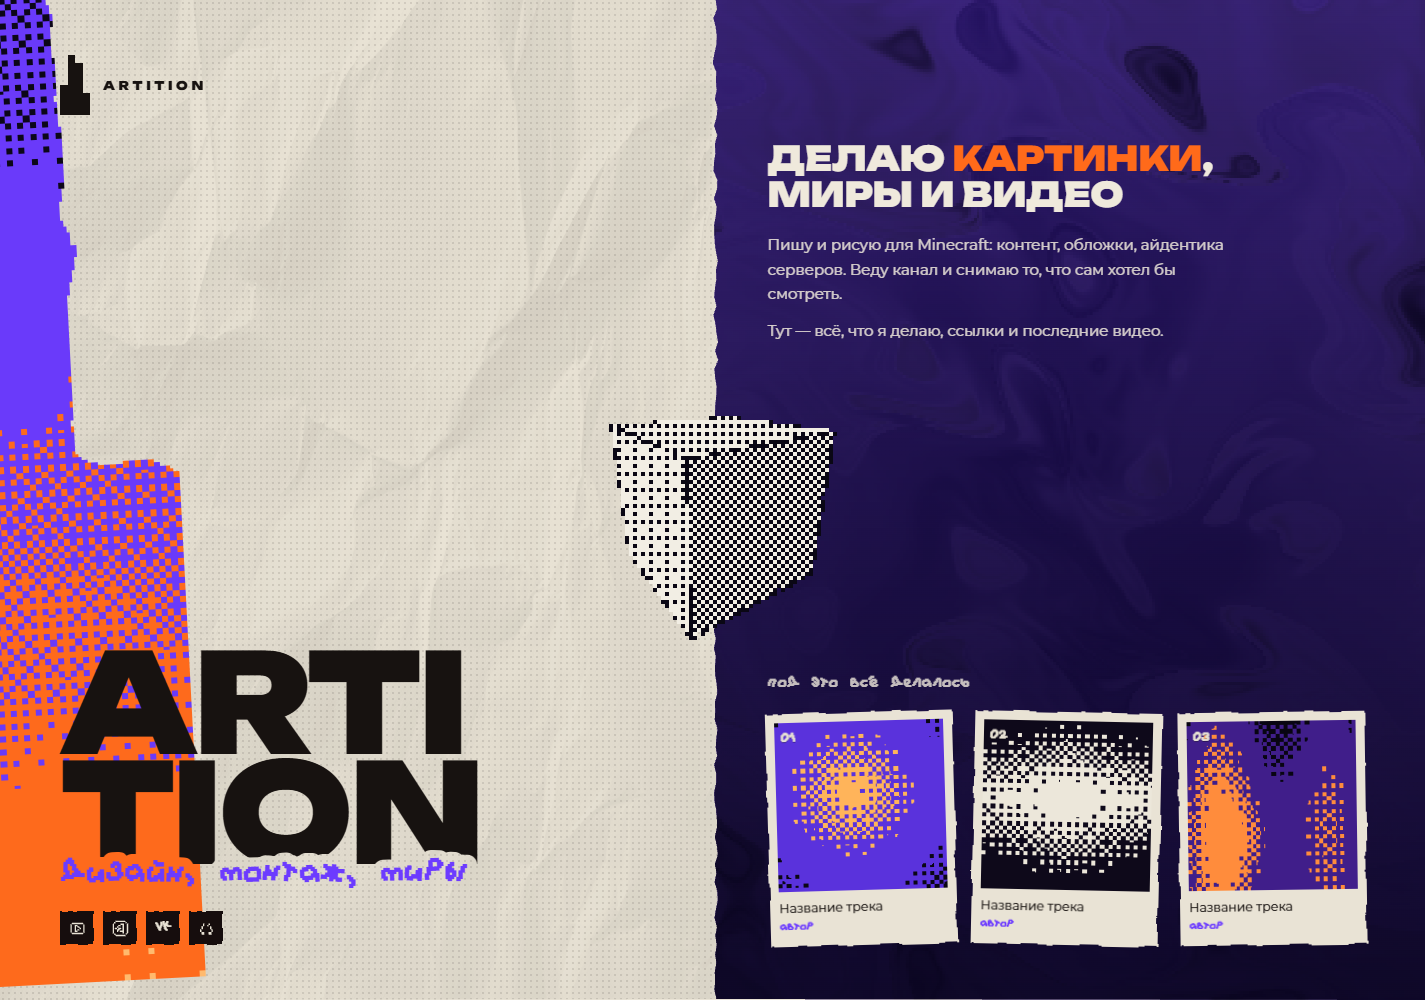 ARTITION
ДЕЛАЮ КАРТИНКИ,
МИРЫ И ВИДЕО
Пишу и рисую для Minecraft: контент, обложки, айдентика
серверов. Веду канал и снимаю то, что сам хотел бы
смотреть.
Тут — всё, что я делаю, ссылки и последние видео.
ARTI
TION
дизайн, монтаж, миры
VK
под это всё делалось
01
Название трека
автор
02
Название трека
автор
03
Название трека
автор